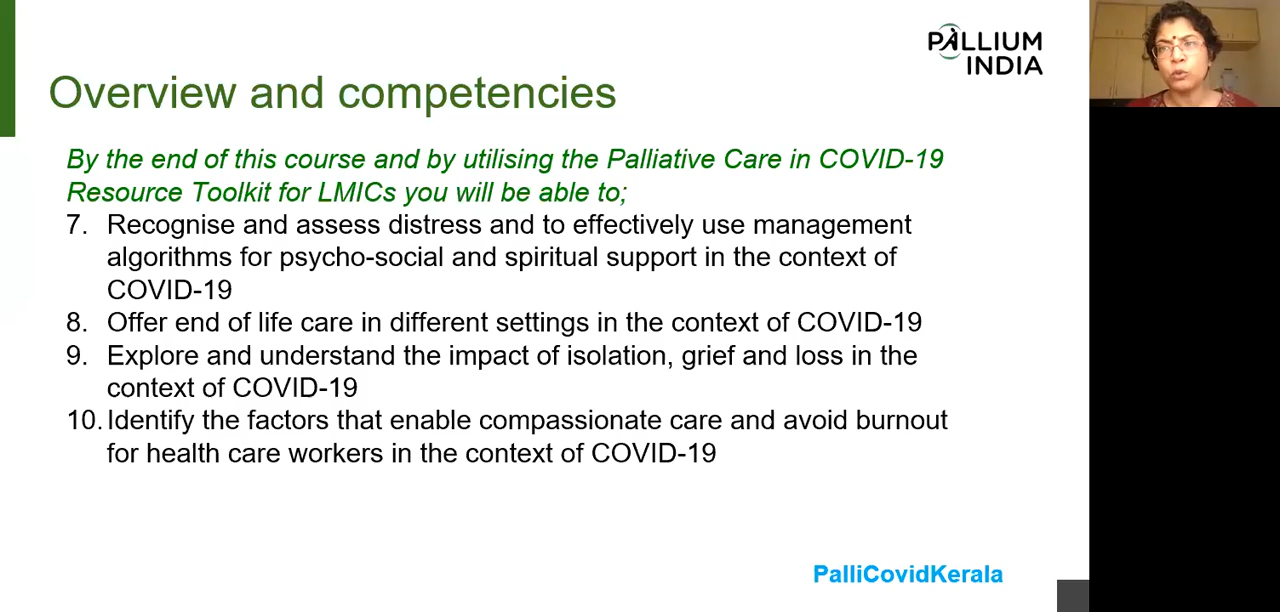 PALLIUM
INDIA
Overview and competencies
By the end of this course and by utilising the Palliative Care in COVID-19
Resource Toolkit for LMICs you will be able to;
7. Recognise and assess distress and to effectively use management
algorithms for psycho-social and spiritual support in the context of
COVID-19
8. Offer end of life care in different settings in the context of COVID-19
9. Explore and understand the impact of isolation, grief and loss in the
context of COVID-19
10. Identify the factors that enable compassionate care and avoid burnout
for health care workers in the context of COVID-19
PalliCovidKerala